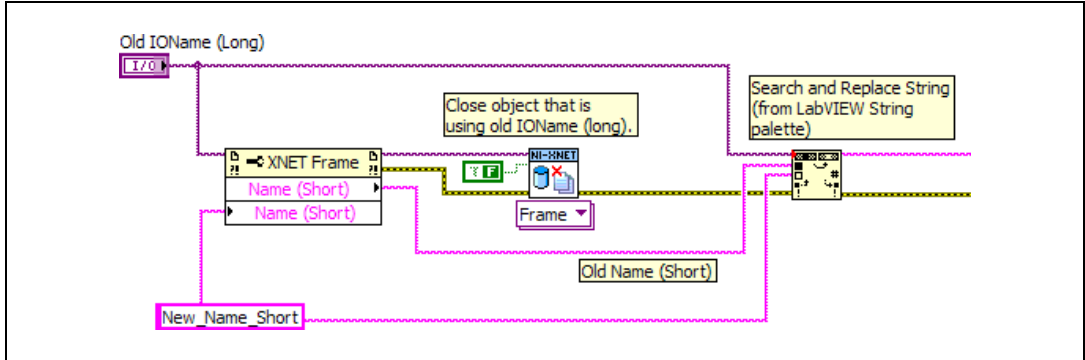 Old IOName (Long)
I/O
Close object that is
using old IOName (long).
Search and Replace String
(from LabVIEW String
palette)
XNET Frame
NI-XNET
? F
Name (Short)
Name (Short)
Frame
Old Name (Short)
New_Name_Short